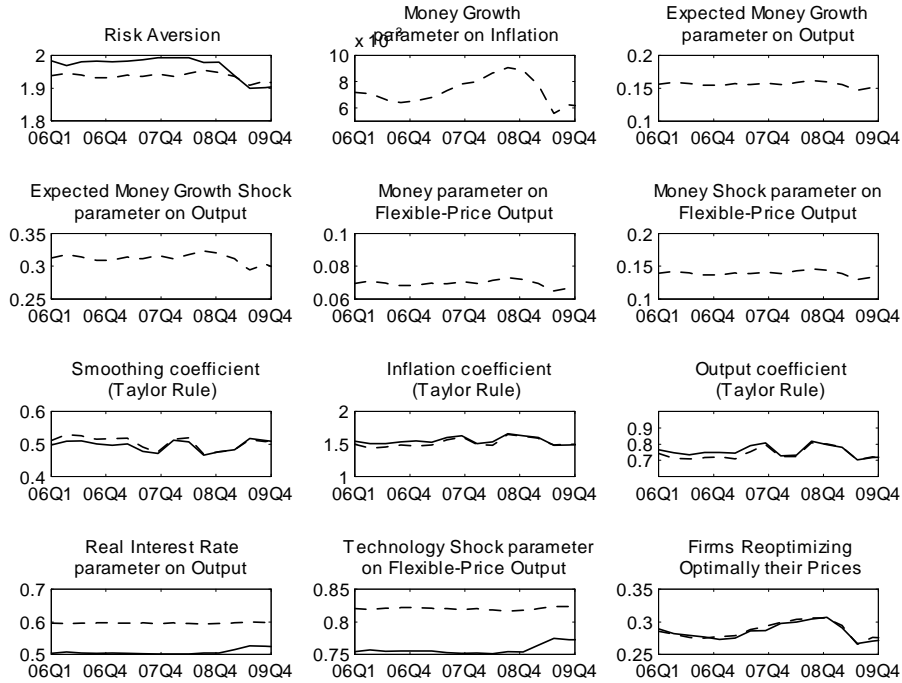 Risk Aversion
2
1.9
1.8
06Q1 06Q4 07Q4 08Q4 09Q4
Money Growth
parameter on Inflation
x 10⁻³
10
8
6
06Q1 06Q4 07Q4 08Q4 09Q4
Expected Money Growth
parameter on Output
0.2
0.15
0.1
06Q1 06Q4 07Q4 08Q4 09Q4
Expected Money Growth Shock
parameter on Output
0.35
0.3
0.25
06Q1 06Q4 07Q4 08Q4 09Q4
Money parameter on
Flexible-Price Output
0.1
0.08
0.06
06Q1 06Q4 07Q4 08Q4 09Q4
Money Shock parameter on
Flexible-Price Output
0.2
0.15
0.1
06Q1 06Q4 07Q4 08Q4 09Q4
Smoothing coefficient
(Taylor Rule)
0.6
0.5
0.4
06Q1 06Q4 07Q4 08Q4 09Q4
Inflation coefficient
(Taylor Rule)
2
1.5
1
06Q1 06Q4 07Q4 08Q4 09Q4
Output coefficient
(Taylor Rule)
0.9
0.8
0.7
06Q1 06Q4 07Q4 08Q4 09Q4
Real Interest Rate
parameter on Output
0.7
0.6
0.5
06Q1 06Q4 07Q4 08Q4 09Q4
Technology Shock parameter
on Flexible-Price Output
0.85
0.8
0.75
06Q1 06Q4 07Q4 08Q4 09Q4
Firms Reoptimizing
Optimally their Prices
0.35
0.3
0.25
06Q1 06Q4 07Q4 08Q4 09Q4